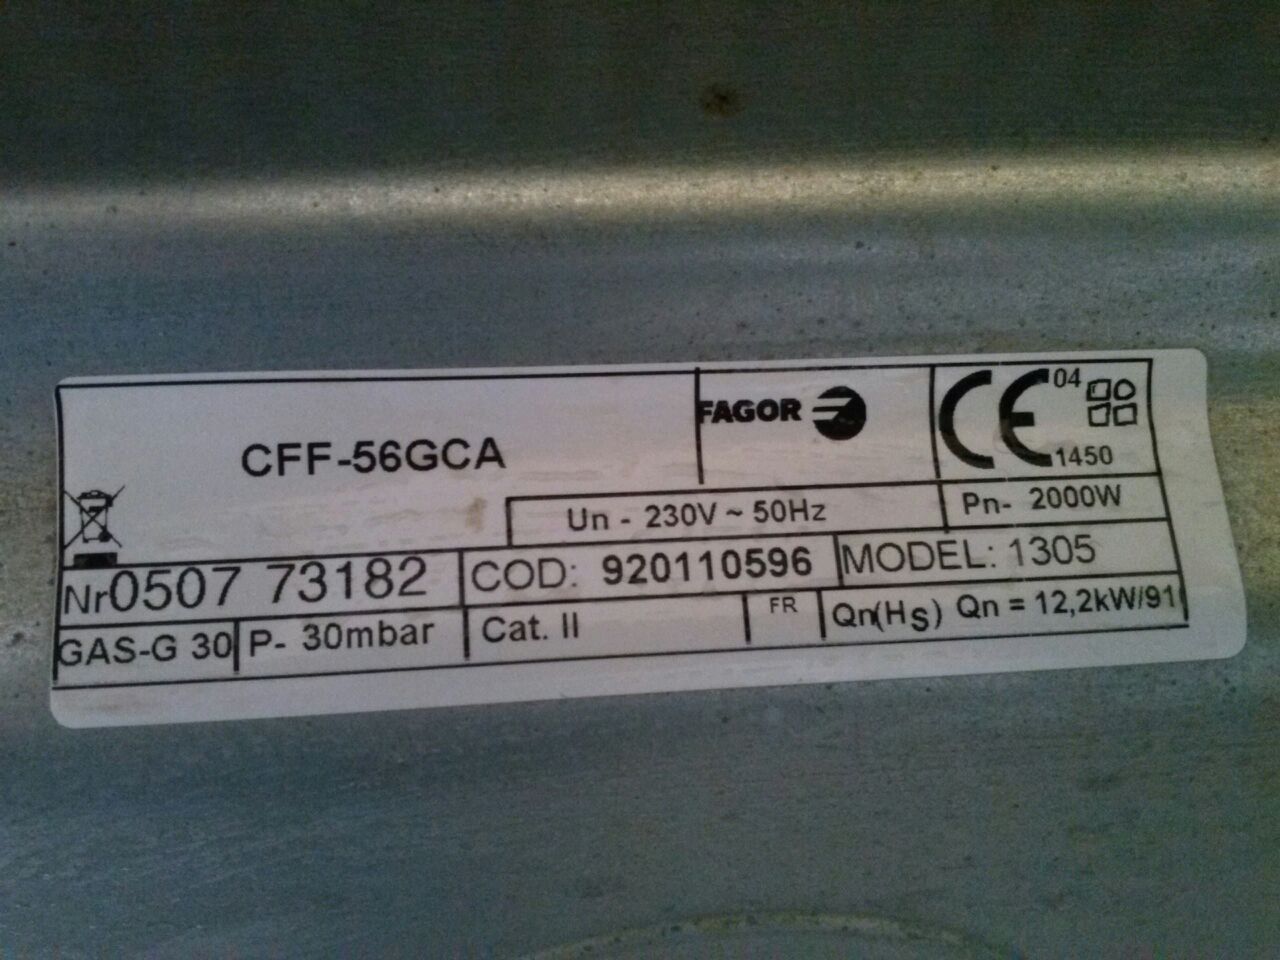 CFF-56GCA
FAGOR
CE 04
1450
Un - 230V ~ 50Hz
Pn- 2000W
Nr0507 73182
COD: 920110596
MODEL: 1305
GAS-G 30
P- 30mbar
Cat. II
FR
Qn(Hs) Qn = 12,2kW/91